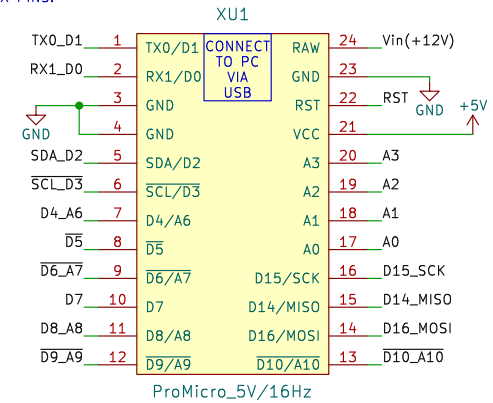 XU1
TX0_D1 1 TX0/D1 CONNECT RAW 24 Vin(+12V)
TO PC
VIA
USB
RX1_D0 2 RX1/D0 GND 23
GND
3 GND RST 22 RST
+5V
GND
4 GND VCC 21
SDA_D2 5 SDA/D2 A3 20 A3
SCL_D3 6 SCL/D3 A2 19 A2
D4_A6 7 D4/A6 A1 18 A1
D5 8 D5 A0 17 A0
D6_A7 9 D6/A7 D15/SCK 16 D15_SCK
D7 10 D7 D14/MISO 15 D14_MISO
D8_A8 11 D8/A8 D16/MOSI 14 D16_MOSI
D9_A9 12 D9/A9 D10/A10 13 D10_A10
ProMicro_5V/16Hz